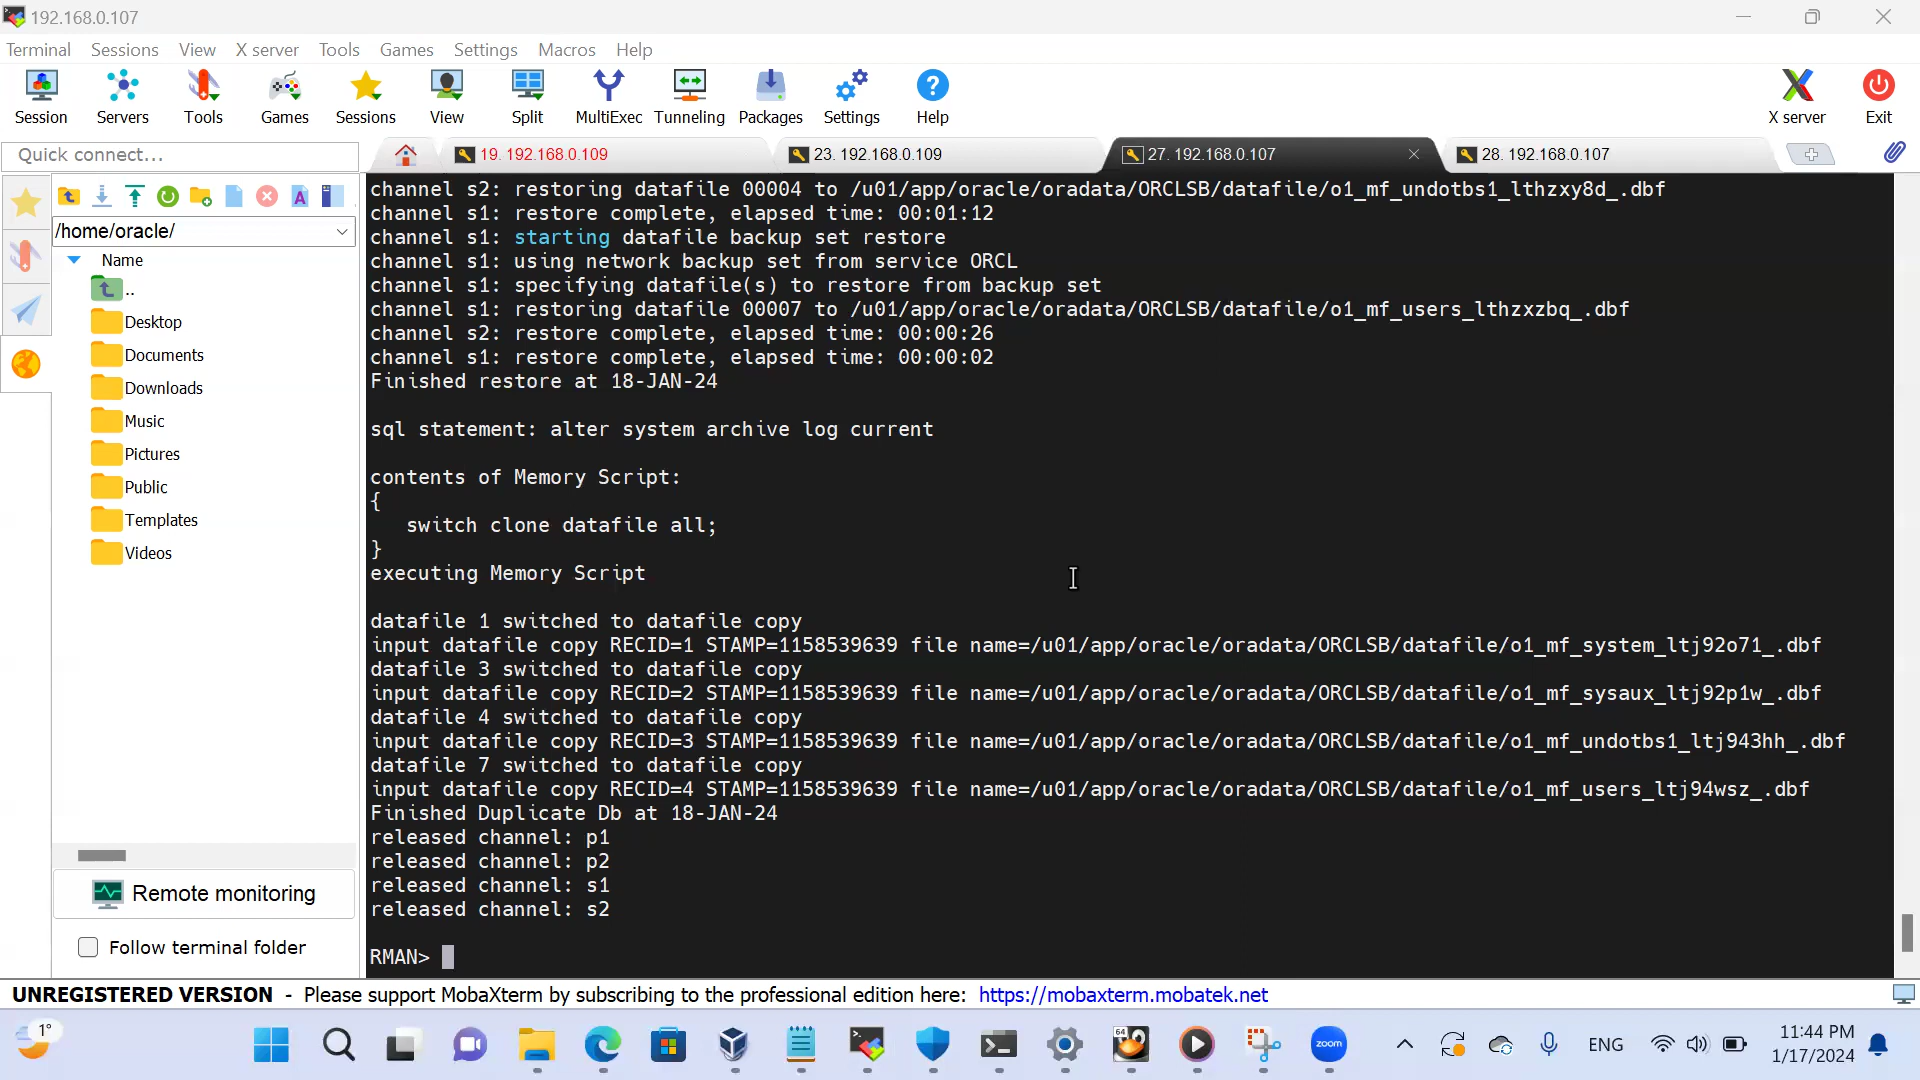 192.168.0.107
Terminal Sessions View X server Tools Games Settings Macros Help
Session Servers Tools Games Sessions View Split MultiExec Tunneling Packages Settings Help X server Exit
Quick connect...
19. 192.168.0.109
23. 192.168.0.109
27. 192.168.0.107
28. 192.168.0.107
/home/oracle/
Name
..
Desktop
Documents
Downloads
Music
Pictures
Public
Templates
Videos
Remote monitoring
Follow terminal folder
channel s2: restoring datafile 00004 to /u01/app/oracle/oradata/ORCLSB/datafile/o1_mf_undotbs1_lthzxy8d_.dbf
channel s1: restore complete, elapsed time: 00:01:12
channel s1: starting datafile backup set restore
channel s1: using network backup set from service ORCL
channel s1: specifying datafile(s) to restore from backup set
channel s1: restoring datafile 00007 to /u01/app/oracle/oradata/ORCLSB/datafile/o1_mf_users_lthzxzbq_.dbf
channel s2: restore complete, elapsed time: 00:00:26
channel s1: restore complete, elapsed time: 00:00:02
Finished restore at 18-JAN-24
sql statement: alter system archive log current
contents of Memory Script:
{
switch clone datafile all;
}
executing Memory Script
datafile 1 switched to datafile copy
input datafile copy RECID=1 STAMP=1158539639 file name=/u01/app/oracle/oradata/ORCLSB/datafile/o1_mf_system_ltj92o71_.dbf
datafile 3 switched to datafile copy
input datafile copy RECID=2 STAMP=1158539639 file name=/u01/app/oracle/oradata/ORCLSB/datafile/o1_mf_sysaux_ltj92p1w_.dbf
datafile 4 switched to datafile copy
input datafile copy RECID=3 STAMP=1158539639 file name=/u01/app/oracle/oradata/ORCLSB/datafile/o1_mf_undotbs1_ltj943hh_.dbf
datafile 7 switched to datafile copy
input datafile copy RECID=4 STAMP=1158539639 file name=/u01/app/oracle/oradata/ORCLSB/datafile/o1_mf_users_ltj94wsz_.dbf
Finished Duplicate Db at 18-JAN-24
released channel: p1
released channel: p2
released channel: s1
released channel: s2
RMAN>
UNREGISTERED VERSION - Please support MobaXterm by subscribing to the professional edition here: https://mobaxterm.mobatek.net
1°
64
zoom
ENG
11:44 PM
1/17/2024